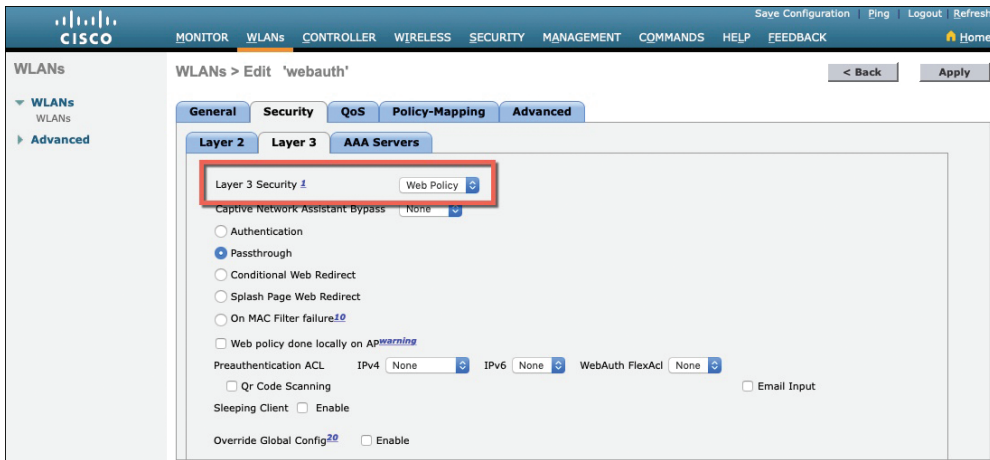 Save Configuration Ping Logout Refresh
CISCO MONITOR WLANs CONTROLLER WIRELESS SECURITY MANAGEMENT COMMANDS HELP FEEDBACK Home
WLANs
WLANs
WLANs
Advanced
WLANs > Edit 'webauth'
< Back Apply
General Security QoS Policy-Mapping Advanced
Layer 2 Layer 3 AAA Servers
Layer 3 Security 1 Web Policy
Captive Network Assistant Bypass None
Authentication
Passthrough
Conditional Web Redirect
Splash Page Web Redirect
On MAC Filter failure10
Web policy done locally on APwarning
Preauthentication ACL IPv4 None IPv6 None WebAuth FlexAcl None
Qr Code Scanning Email Input
Sleeping Client Enable
Override Global Config20 Enable